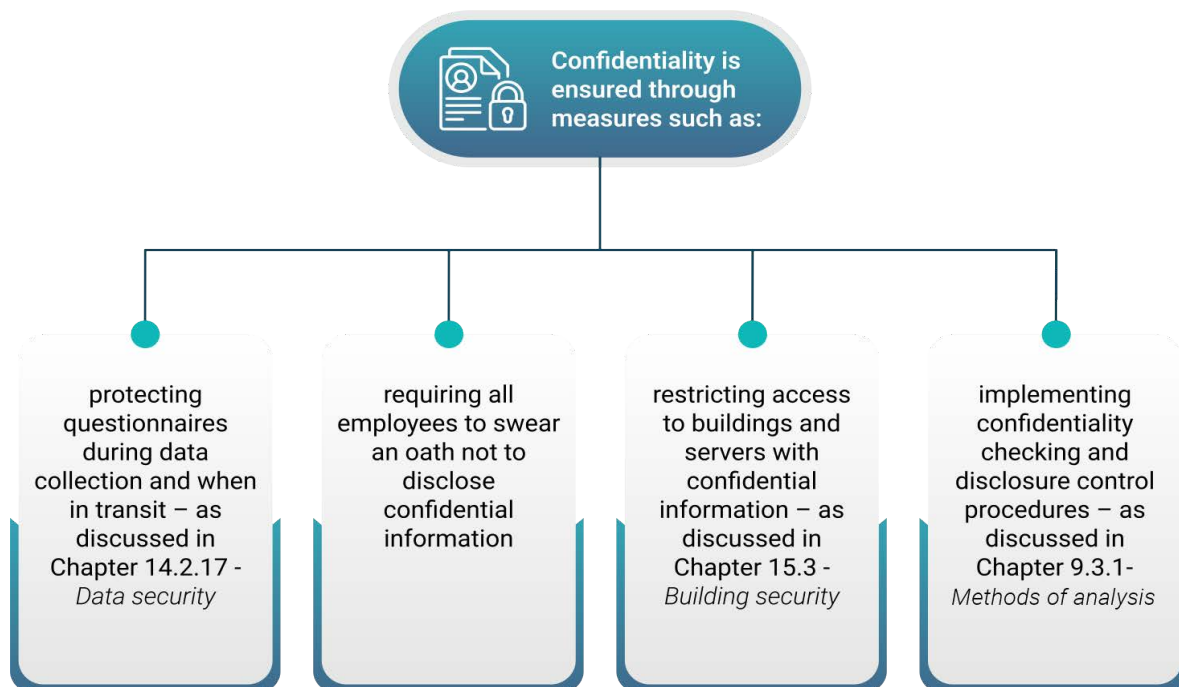 Confidentiality is
ensured through
measures such as:
protecting
questionnaires
during data
collection and when
in transit – as
discussed in
Chapter 14.2.17 -
Data security
requiring all
employees to swear
an oath not to
disclose
confidential
information
restricting access
to buildings and
servers with
confidential
information – as
discussed in
Chapter 15.3 -
Building security
implementing
confidentiality
checking and
disclosure control
procedures – as
discussed in
Chapter 9.3.1-
Methods of analysis